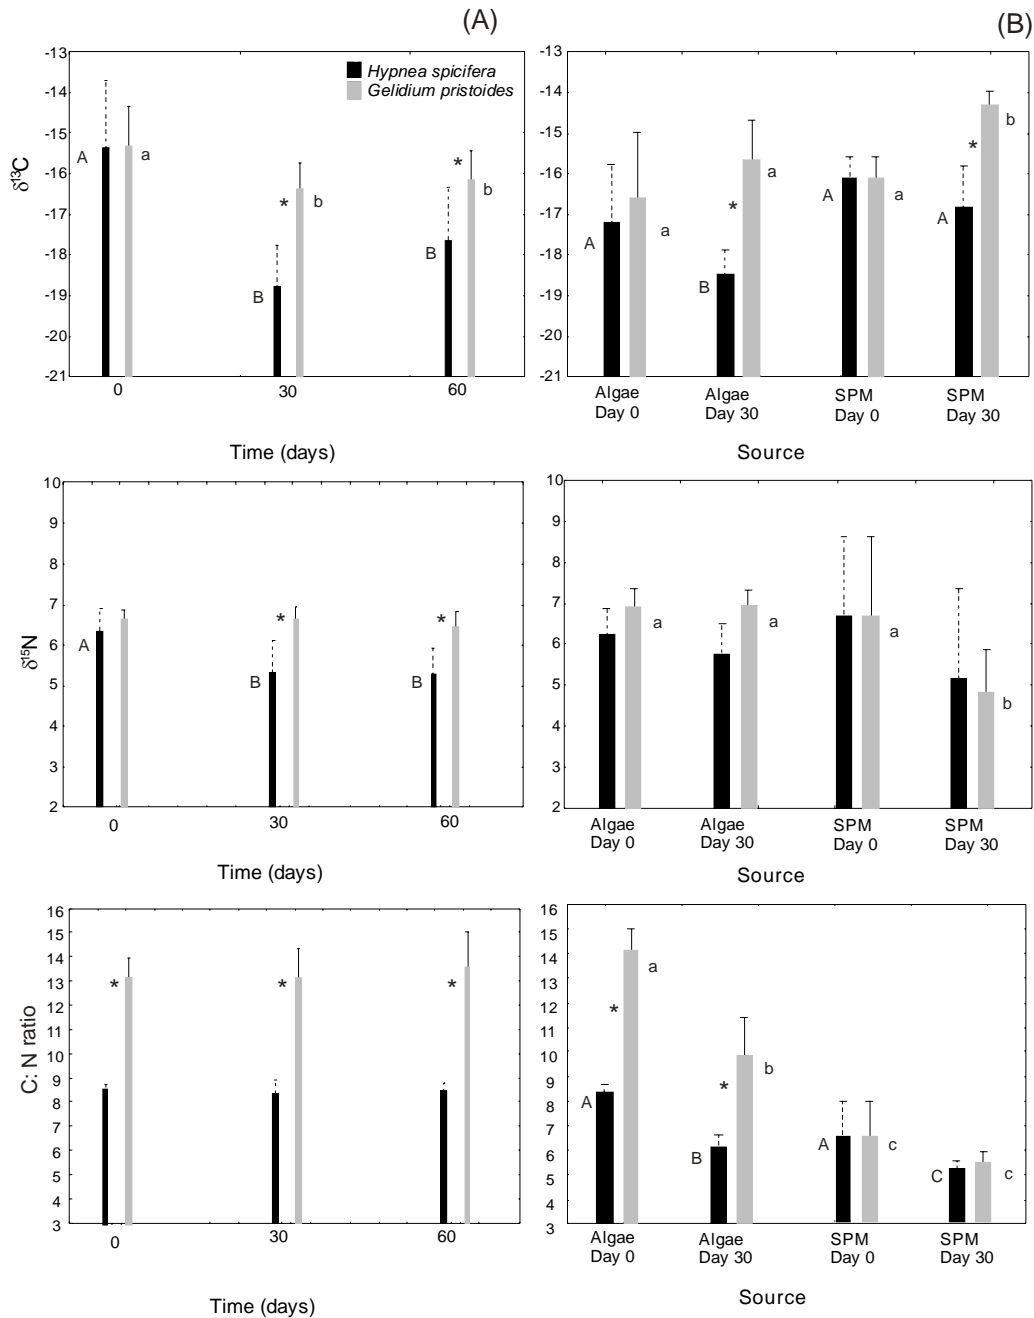 (A)
(B)
-13
-14
-15
-16
-17
-18
-19
-20
-21
δ¹³C
Hypnea spicifera
Gelidium pristoides
A
a
B
*
b
B
*
b
0
30
60
Time (days)
-13
-14
-15
-16
-17
-18
-19
-20
-21
A
a
B
*
a
A
a
A
*
b
Algae Day 0
Algae Day 30
SPM Day 0
SPM Day 30
Source
10
9
8
7
6
5
4
3
2
δ¹⁵N
A
B
*
B
*
0
30
60
Time (days)
10
9
8
7
6
5
4
3
2
a
a
a
b
Algae Day 0
Algae Day 30
SPM Day 0
SPM Day 30
Source
16
15
14
13
12
11
10
9
8
7
6
5
4
3
C: N ratio
*
*
*
0
30
60
Time (days)
16
15
14
13
12
11
10
9
8
7
6
5
4
3
A
*
a
B
*
b
A
c
C
c
Algae Day 0
Algae Day 30
SPM Day 0
SPM Day 30
Source